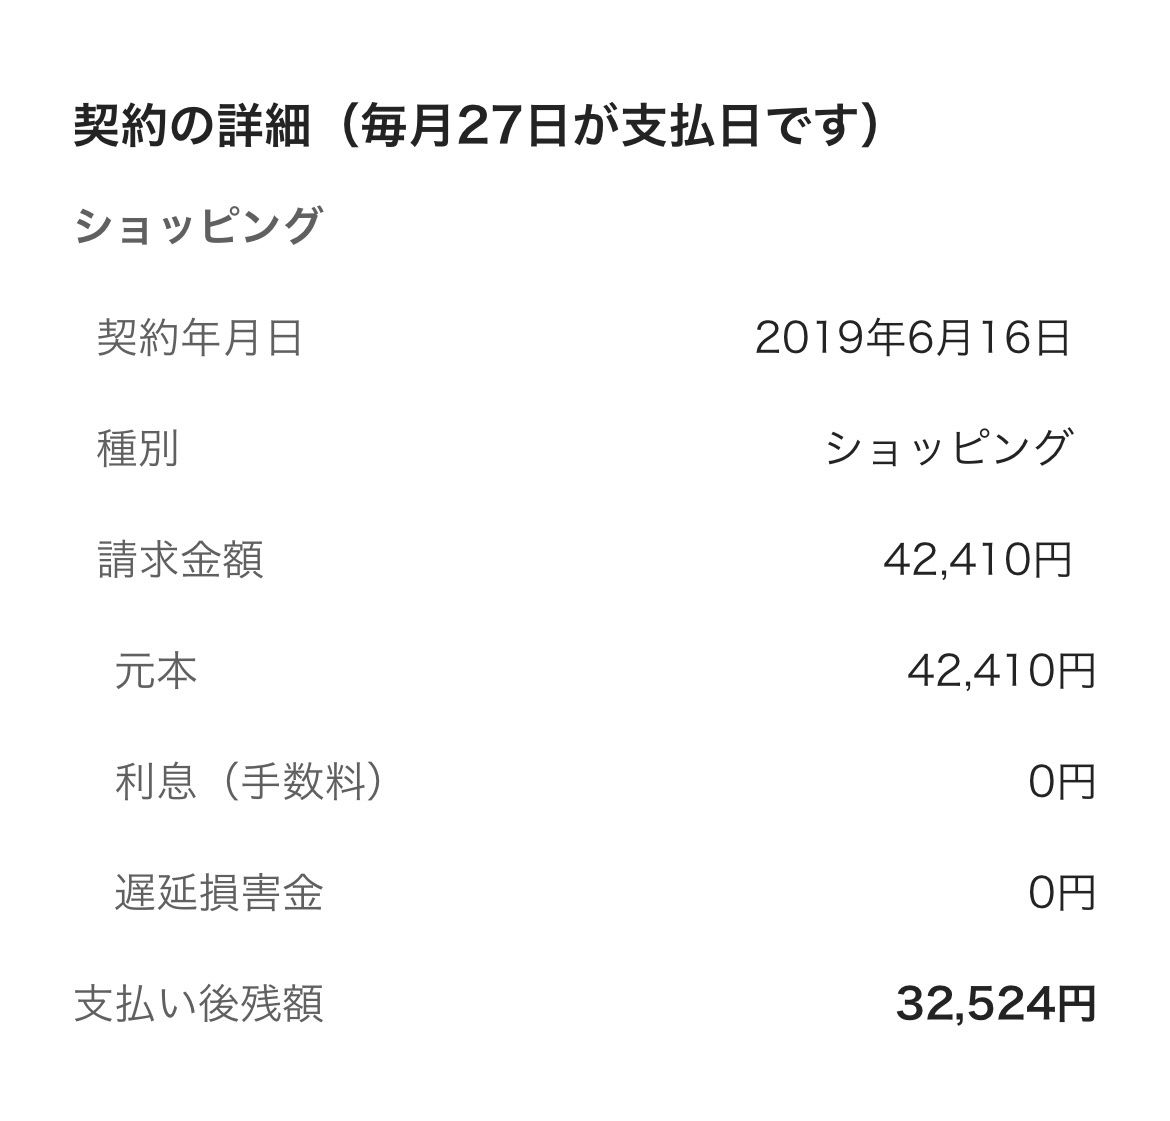 契約の詳細（毎月27日が支払日です）
ショッピング
契約年月日 2019年6月16日
種別 ショッピング
請求金額 42,410円
元本 42,410円
利息（手数料） 0円
遅延損害金 0円
支払い後残額 32,524円